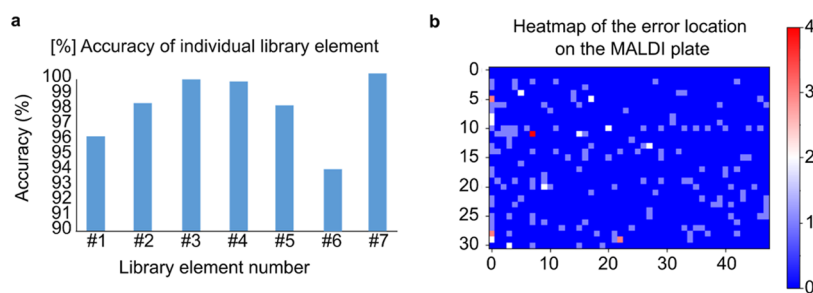 a
[%] Accuracy of individual library element
Accuracy (%)
100
99
98
97
96
95
94
93
92
91
90
#1 #2 #3 #4 #5 #6 #7
Library element number
b
Heatmap of the error location
on the MALDI plate
0
5
10
15
20
25
30
0 10 20 30 40
4
3
2
1
0